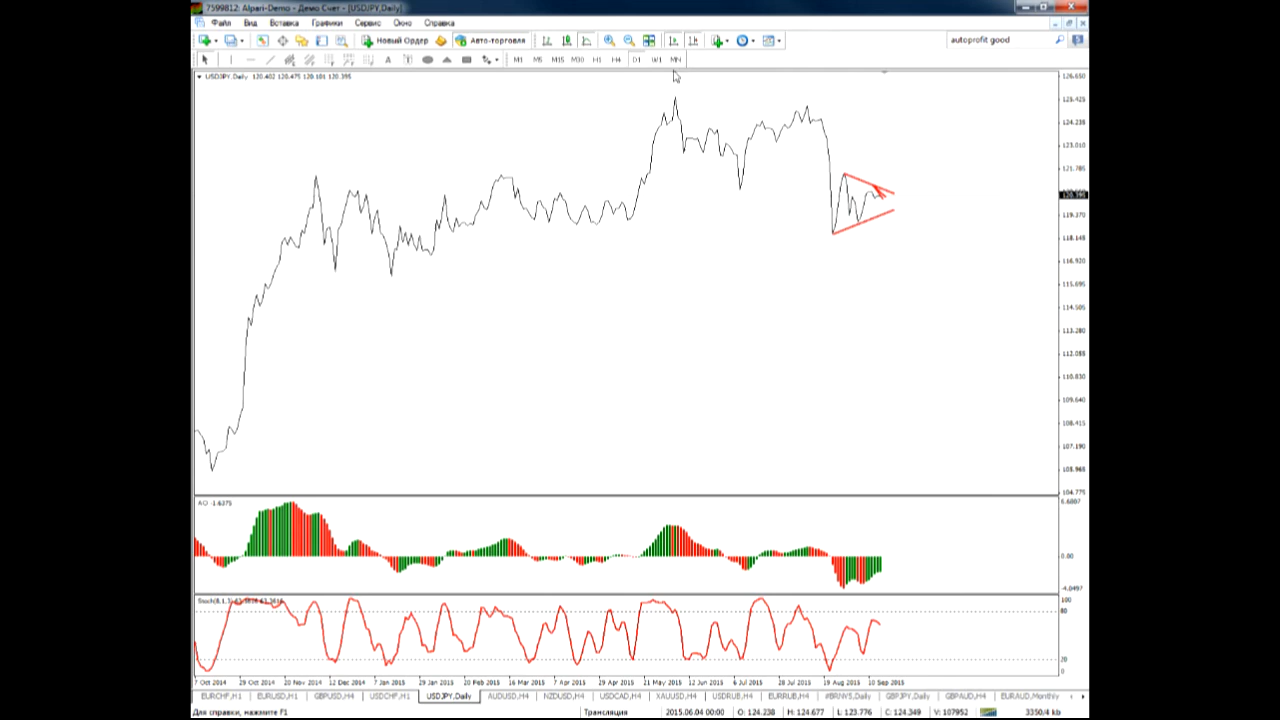 7599812: Alpari-Demo - Демо Счет - [USDJPY,Daily]
Файл Вид Вставка Графики Сервис Окно Справка
Новый Ордер Авто-торговля autoprofit good
A T M1 M5 M15 M30 H1 H4 D1 W1 MN
USDJPY,Daily 120.402 120.475 120.101 120.395
126.650
125.425
124.238
123.010
121.785
120.395
119.270
118.148
116.920
115.695
114.505
113.280
112.088
110.830
109.640
108.415
107.190
104.775
AO -1.6375
6.6887
0.00
-4.0497
100
80
20
0
7 Oct 2014 29 Oct 2014 20 Nov 2014 12 Dec 2014 7 Jan 2015 29 Jan 2015 20 Feb 2015 16 Mar 2015 7 Apr 2015 29 Apr 2015 21 May 2015 12 Jun 2015 6 Jul 2015 28 Jul 2015 19 Aug 2015 10 Sep 2015
EURCHF,H1 EURUSD,H1 GBPUSD,H4 USDCHF,H1 USDJPY,Daily AUDUSD,H4 NZDUSD,H4 USDCAD,H4 XAUUSD,H4 USDRUB,H4 EURRUB,H4 #BRNV5,Daily GBPJPY,Daily GBPAUD,H4 EURAUD,Monthly
Для справки, нажмите F1 Трансляция 2015.06.04 00:00 O: 124.238 H: 124.677 L: 123.776 C: 124.349 V: 107952 3350/4 kb